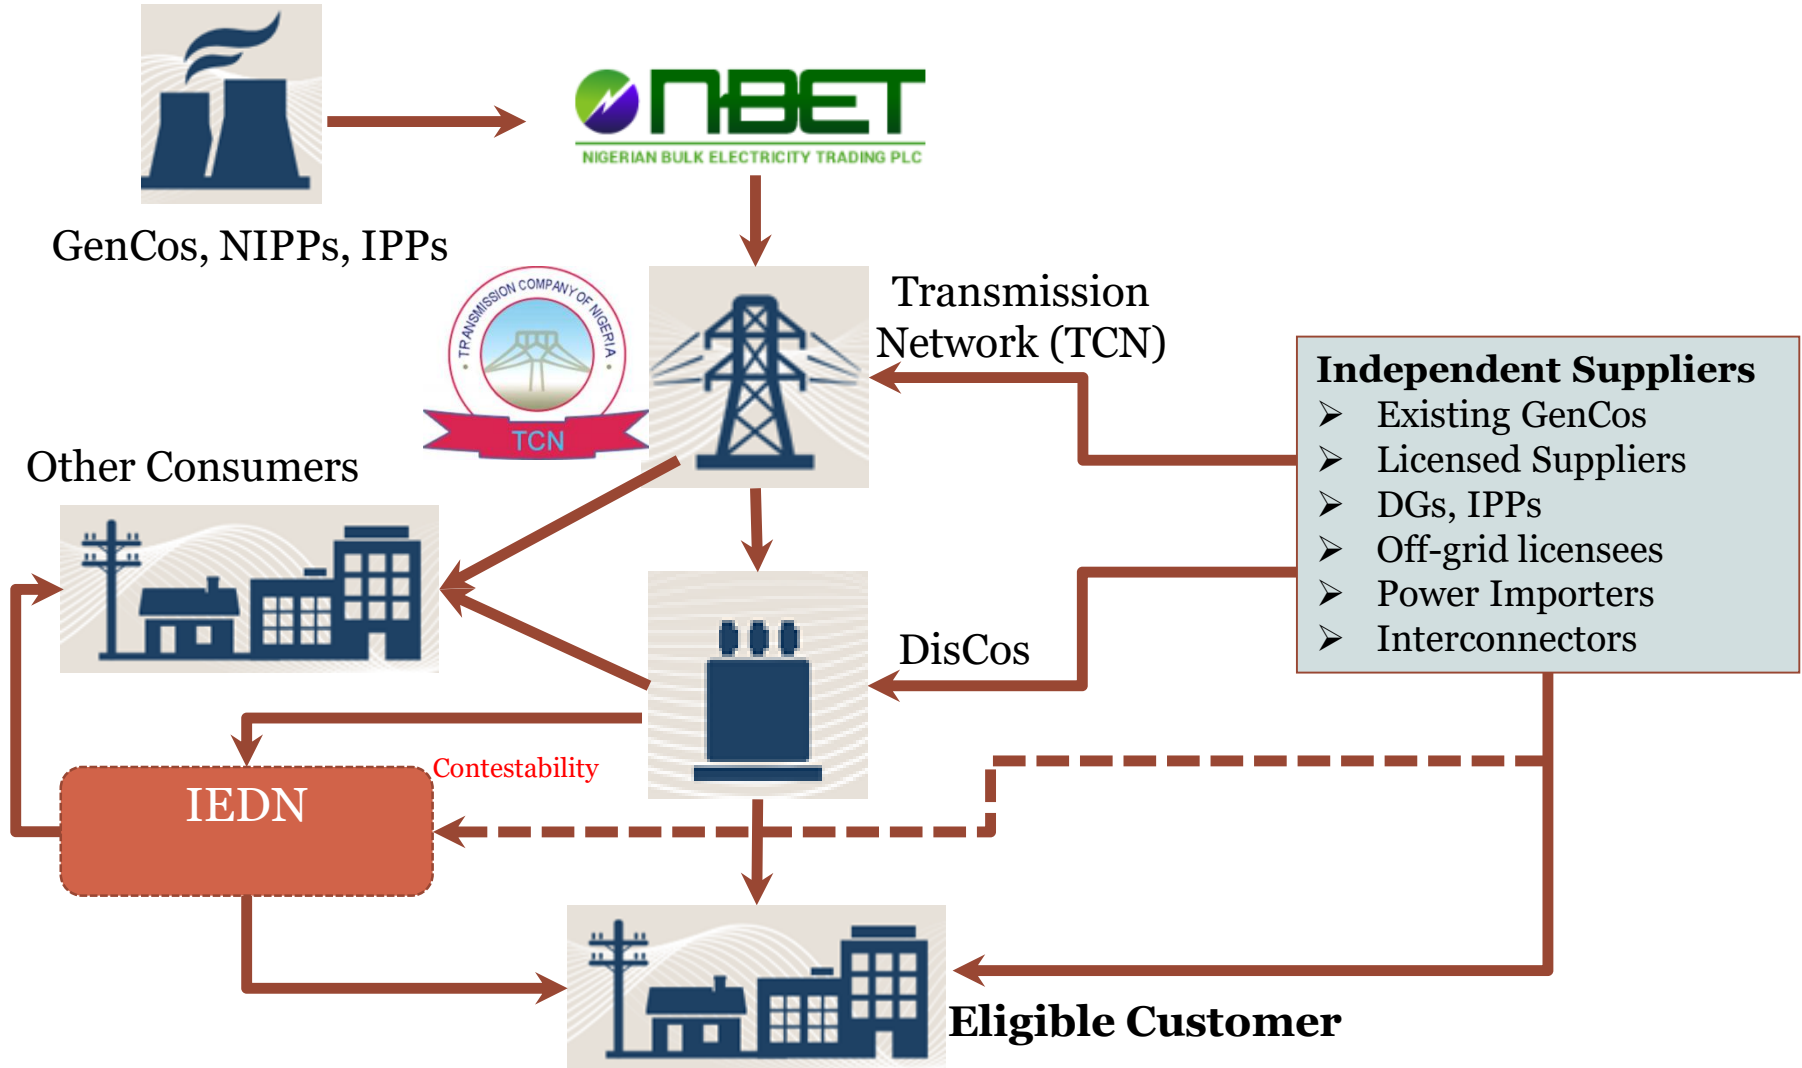 NBET
NIGERIAN BULK ELECTRICITY TRADING PLC
GenCos, NIPPs, IPPs
TRANSMISSION COMPANY OF NIGERIA
TCN
Transmission
Network (TCN)
Independent Suppliers
➢ Existing GenCos
➢ Licensed Suppliers
➢ DGs, IPPs
➢ Off-grid licensees
➢ Power Importers
➢ Interconnectors
Other Consumers
DisCos
Contestability
IEDN
Eligible Customer